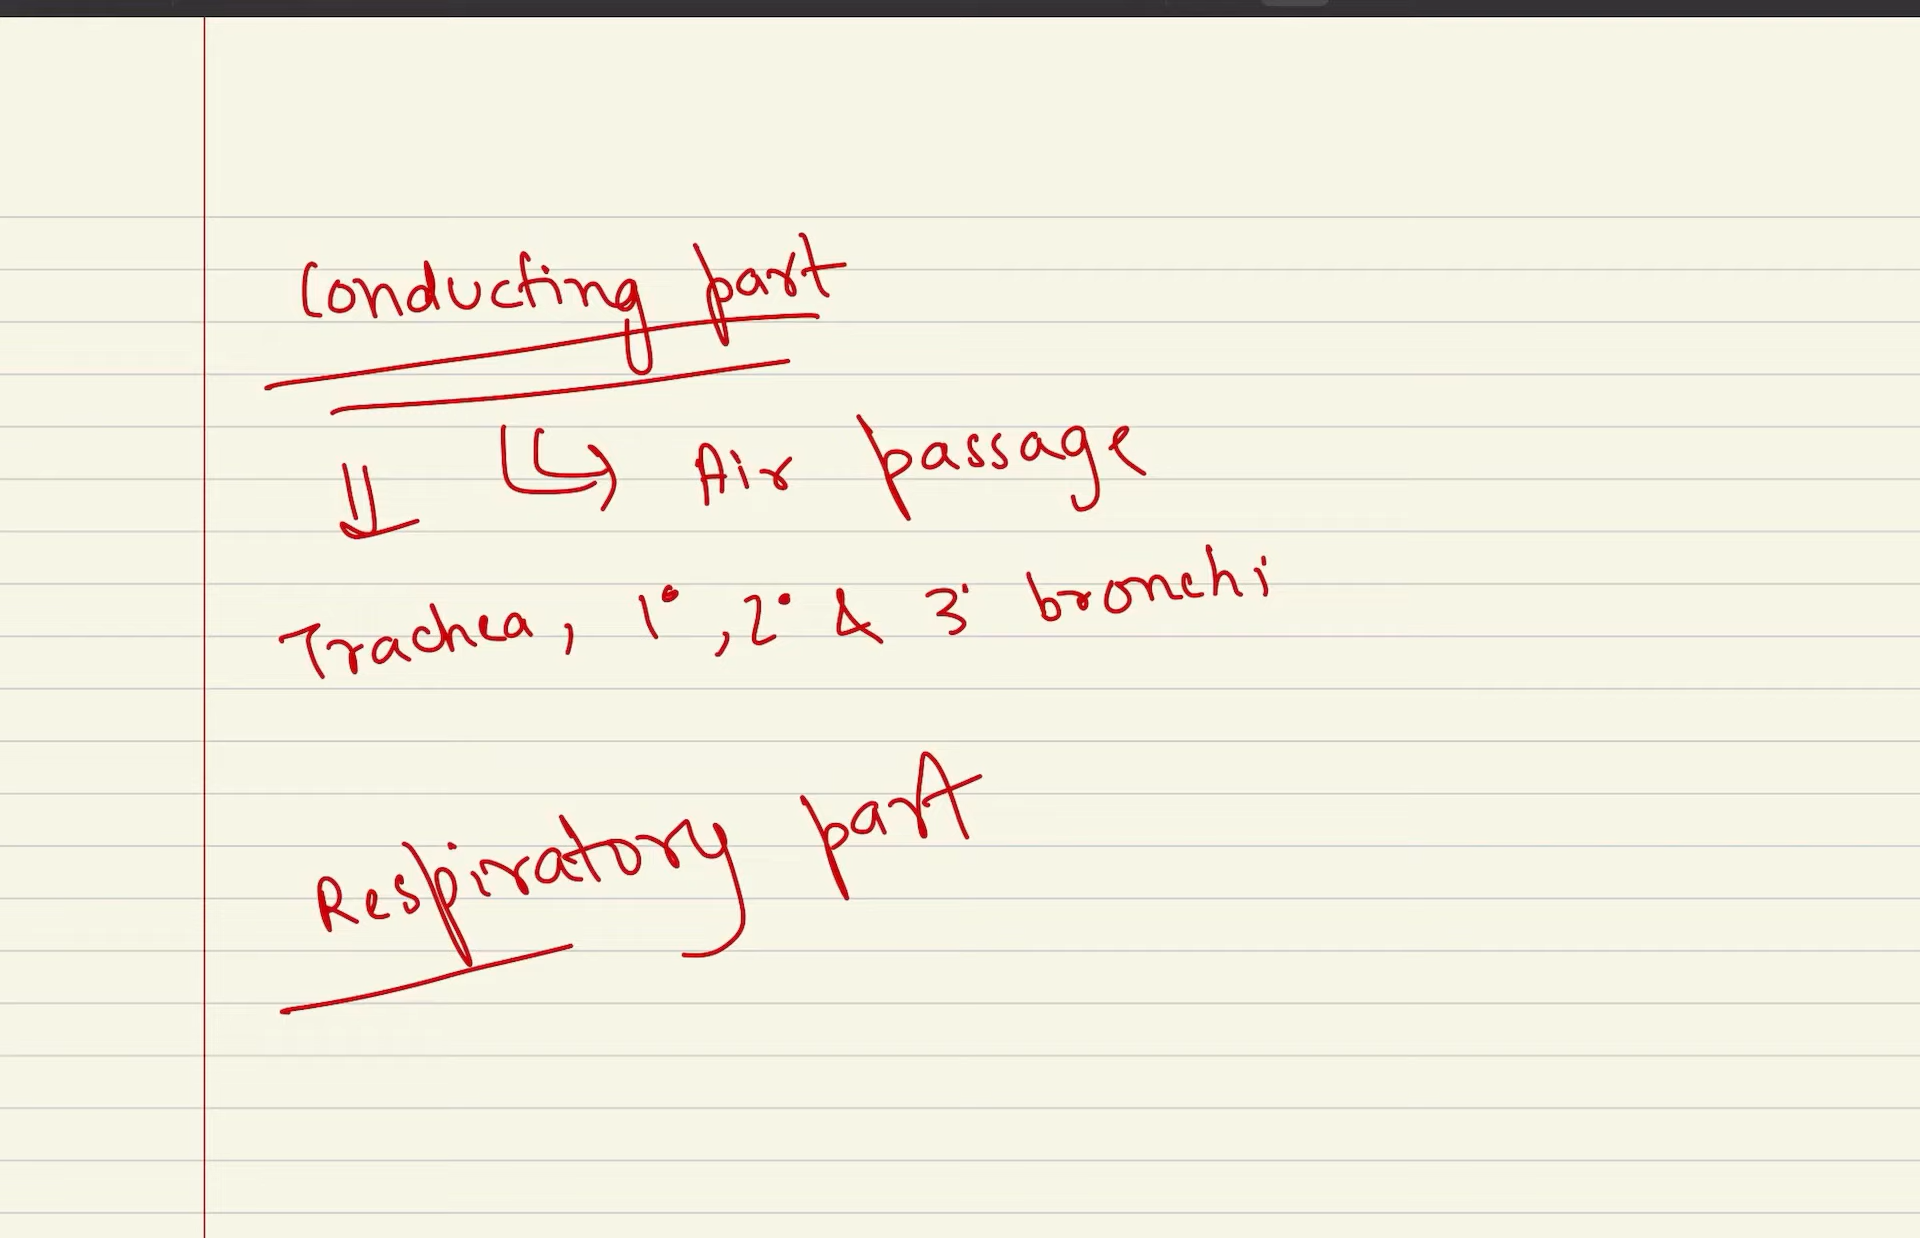 Conducting part
↳ Air passage
⇓
Trachea, 1°, 2° & 3° bronchi
Respiratory part